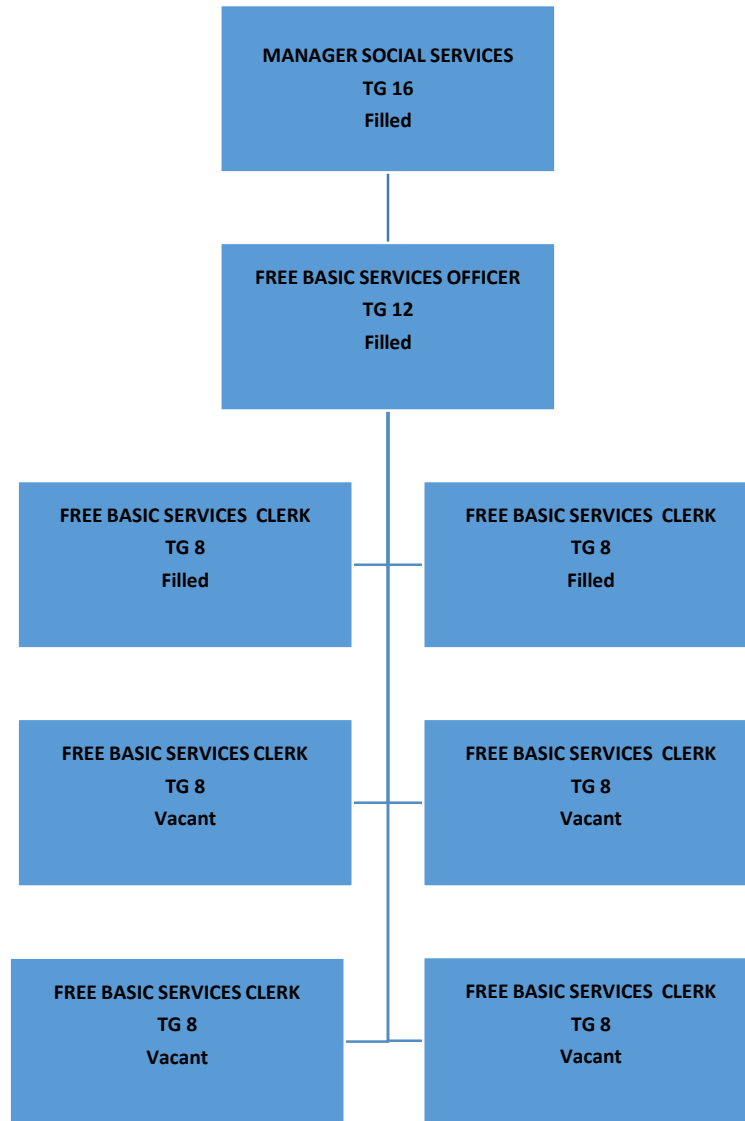 MANAGER SOCIAL SERVICES
TG 16
Filled
FREE BASIC SERVICES OFFICER
TG 12
Filled
FREE BASIC SERVICES CLERK
TG 8
Filled
FREE BASIC SERVICES CLERK
TG 8
Filled
FREE BASIC SERVICES CLERK
TG 8
Vacant
FREE BASIC SERVICES CLERK
TG 8
Vacant
FREE BASIC SERVICES CLERK
TG 8
Vacant
FREE BASIC SERVICES CLERK
TG 8
Vacant